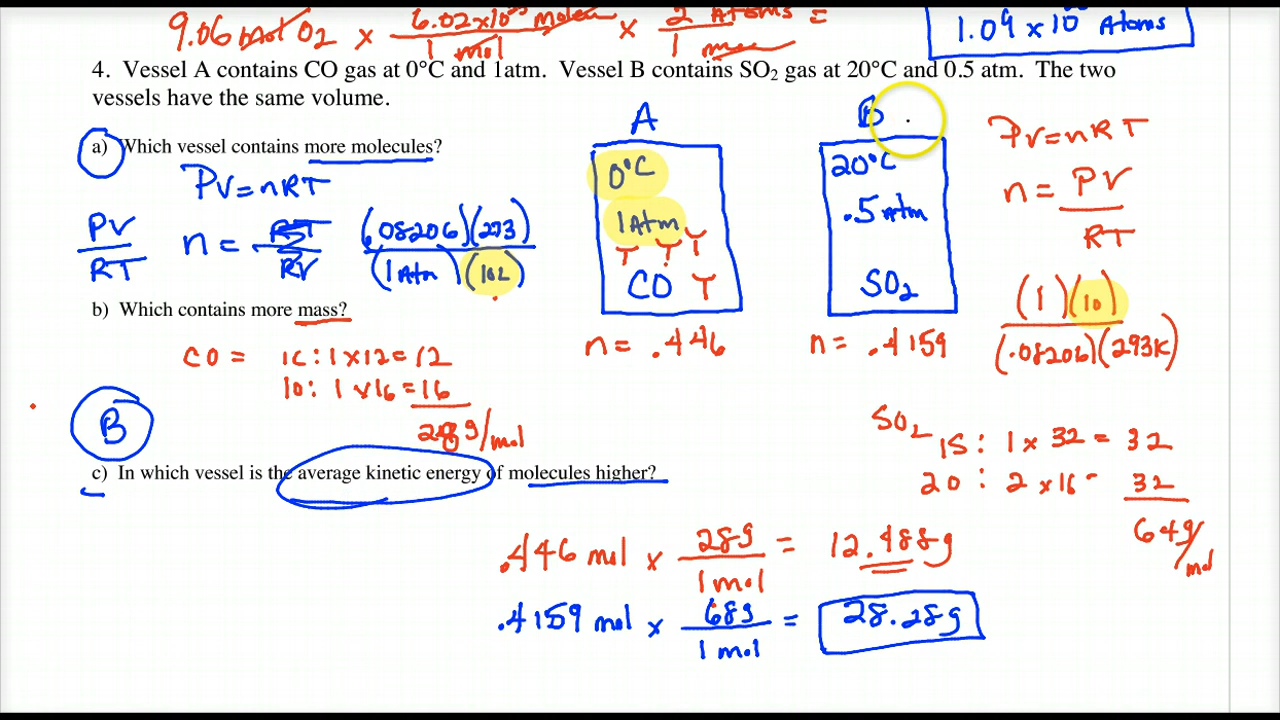 9.06 mol O2 x 6.02x10 molec / 1 mol x 2 Atoms / 1 molec =
1.09 x 10 Atoms
4. Vessel A contains CO gas at 0°C and 1atm. Vessel B contains SO2 gas at 20°C and 0.5 atm. The two
vessels have the same volume.
a) Which vessel contains more molecules?
PV=nRT
PV / RT
n = RT / RV
(.08206)(273) / (1Atm)(10L)
A
0°C
1Atm
CO
n = .446
B
20°C
.5 Atm
SO2
n = .4159
PV=nRT
n = PV / RT
(1)(10) / (.08206)(293K)
b) Which contains more mass?
CO = 1C: 1x12=12
1O: 1x16=16
28g/mol
B
SO2
1S: 1x32=32
2O: 2x16=32
64g/mol
c) In which vessel is the average kinetic energy of molecules higher?
.446 mol x 28g / 1mol = 12.488g
.4159 mol x 68g / 1mol = 28.28g